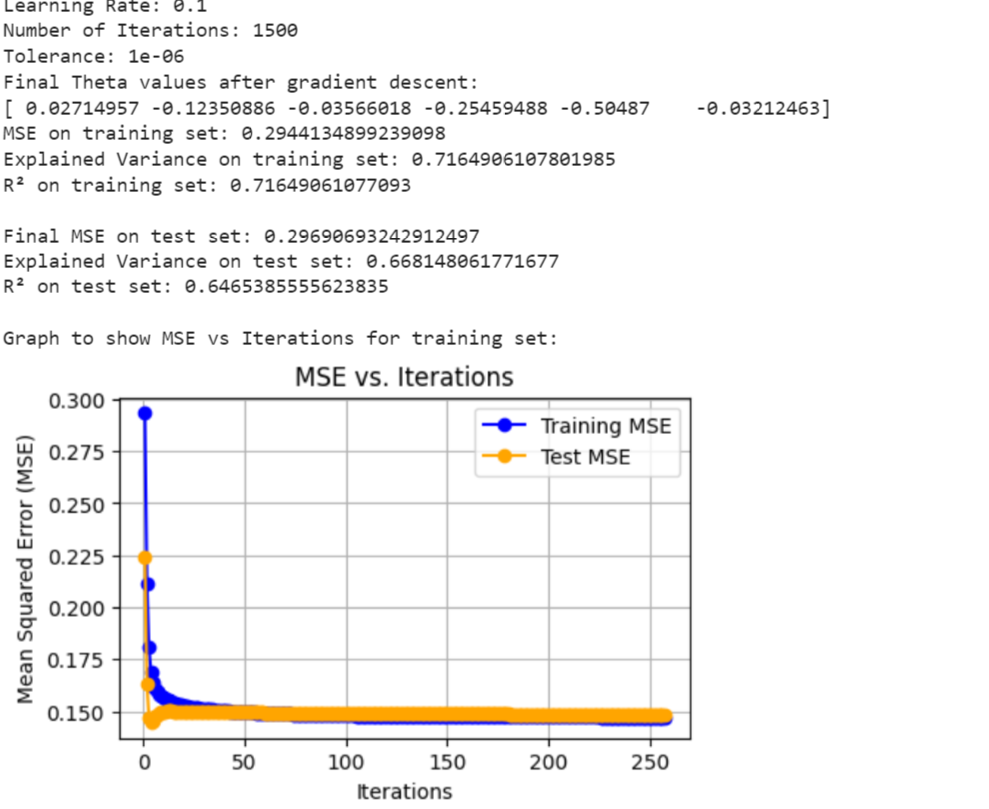 Learning Rate: 0.1
Number of Iterations: 1500
Tolerance: 1e-06
Final Theta values after gradient descent:
[ 0.02714957 -0.12350886 -0.03566018 -0.25459488 -0.50487    -0.03212463]
MSE on training set: 0.2944134899239098
Explained Variance on training set: 0.7164906107801985
R² on training set: 0.71649061077093
Final MSE on test set: 0.29690693242912497
Explained Variance on test set: 0.668148061771677
R² on test set: 0.6465385555623835
Graph to show MSE vs Iterations for training set:
MSE vs. Iterations
Mean Squared Error (MSE)
0.300
0.275
0.250
0.225
0.200
0.175
0.150
Training MSE
Test MSE
0 50 100 150 200 250
Iterations